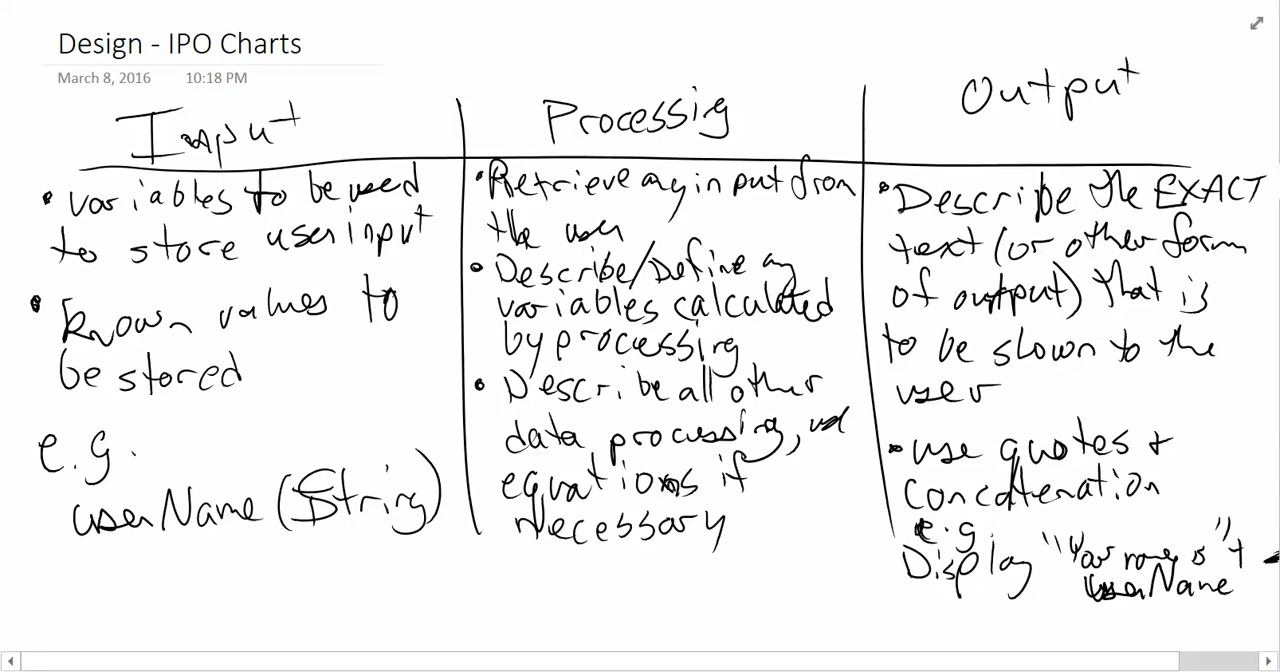 Design - IPO Charts
March 8, 2016 10:18 PM
Input
• variables to be used
to store user input
• known values to
be stored
e.g.
userName (String)
Processig
• Retrieve any input from
the user
• Describe/Define any
variables calculated
by processing
• Describe all other
data processing,
equations if
necessary
Output
• Describe the EXACT
text (or other form
of output) that is
to be shown to the
user
• use quotes +
concatenation
e.g.
Display "Your name is" +
userName